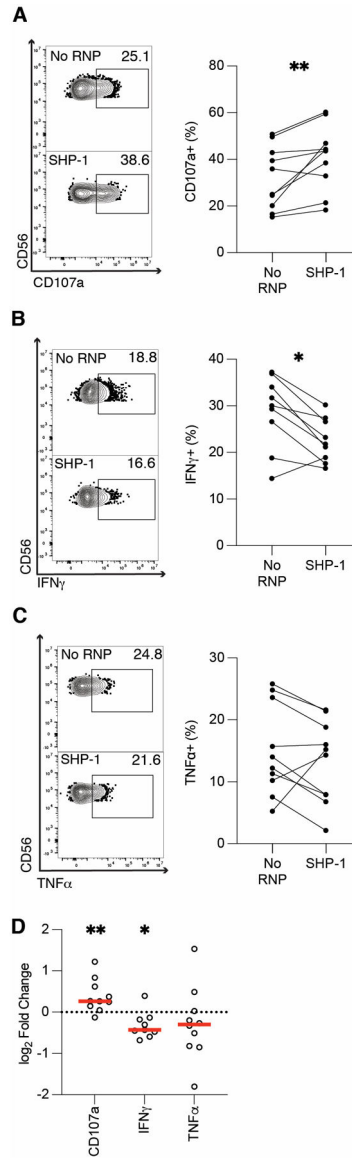 A
No RNP 25.1
SHP-1 38.6
CD56
CD107a
**
CD107a+ (%)
80
60
40
20
0
No RNP
SHP-1
B
No RNP 18.8
SHP-1 16.6
CD56
IFNγ
*
IFNγ+ (%)
40
30
20
10
0
No RNP
SHP-1
C
No RNP 24.8
SHP-1 21.6
CD56
TNFα
TNFα+ (%)
30
20
10
0
No RNP
SHP-1
D
** *
log2 Fold Change
2
1
0
-1
-2
CD107a
IFNγ
TNFα